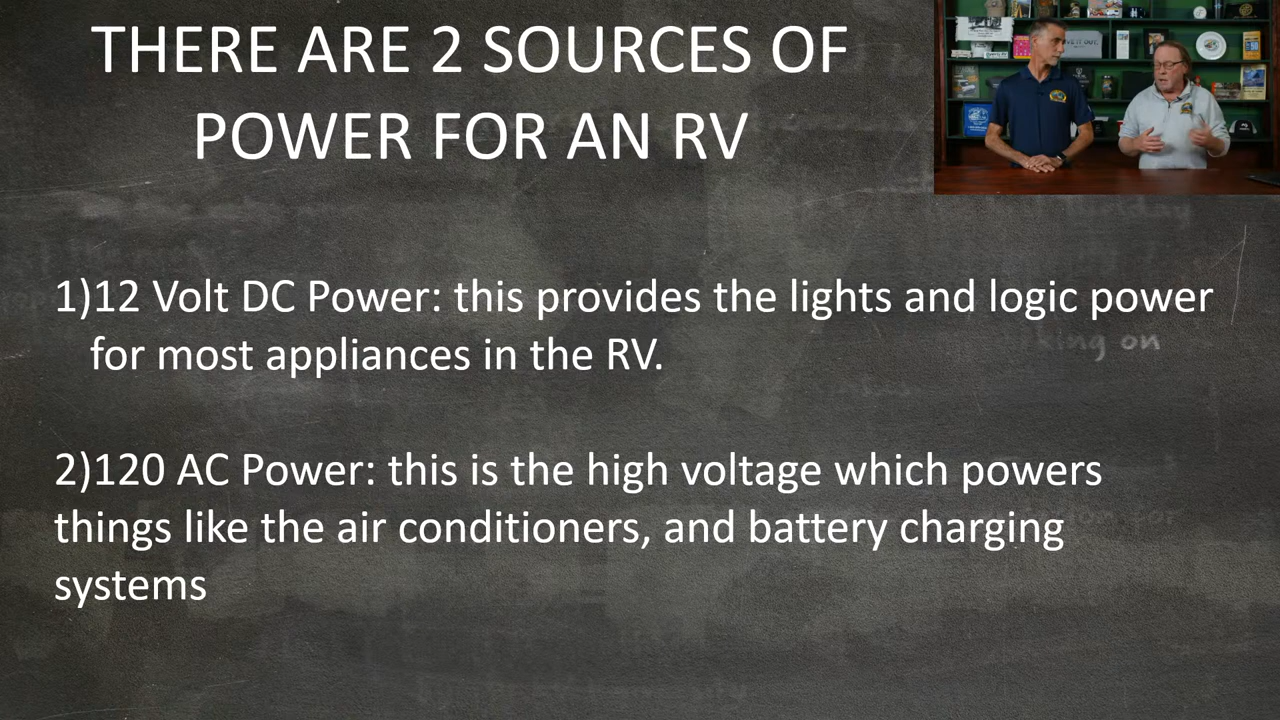 THERE ARE 2 SOURCES OF
POWER FOR AN RV
1)12 Volt DC Power: this provides the lights and logic power
for most appliances in the RV.
king on
2)120 AC Power: this is the high voltage which powers
things like the air conditioners, and battery charging
systems